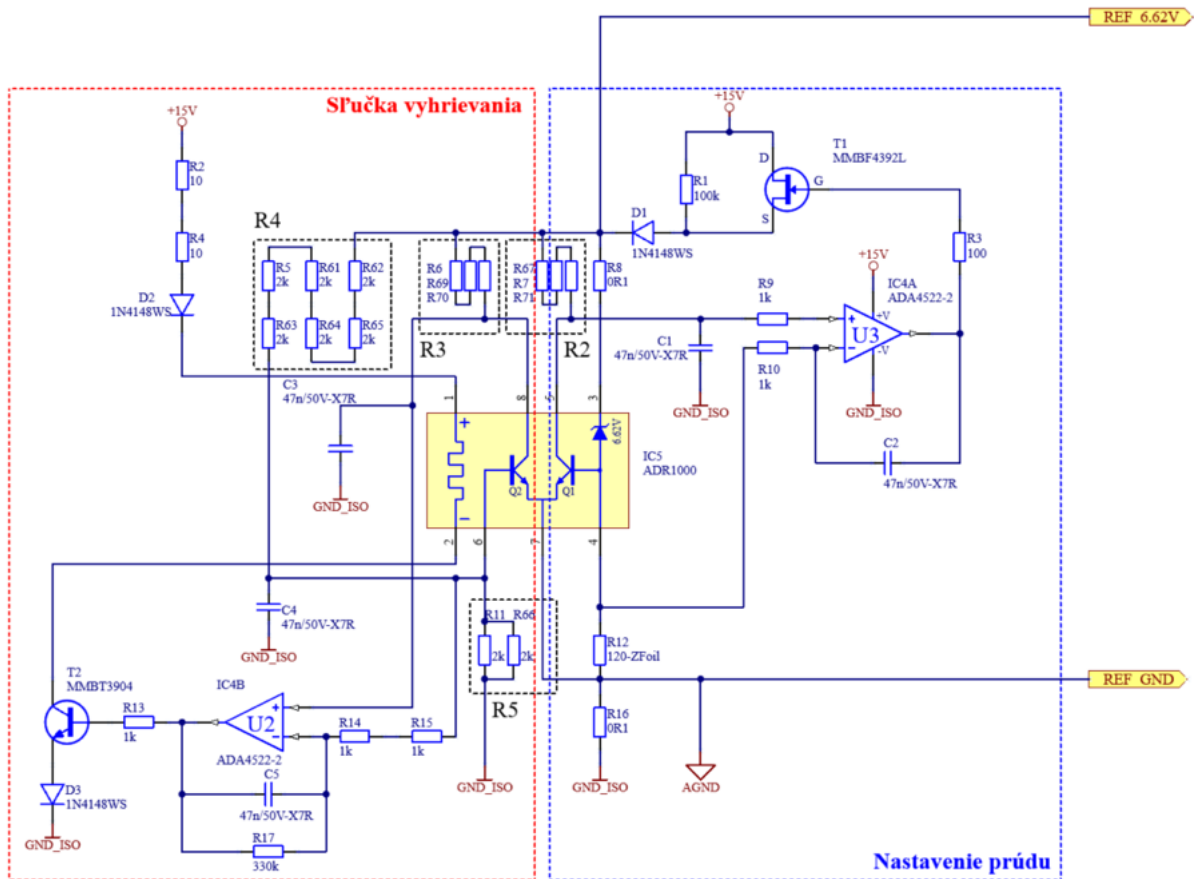 REF 6.62V
Sľučka vyhrievania
+15V
R2
10
R4
10
D2
1N4148WS
R4
R5
2k
R61
2k
R62
2k
R63
2k
R64
2k
R65
2k
R6
R69
R70
R3
R67
R7
R71
R2
C3
47n/50V-X7R
GND_ISO
+15V
R1
100k
D
S
G
T1
MMBF4392L
D1
1N4148WS
R8
0R1
R3
100
+15V
IC4A
ADA4522-2
R9
1k
R10
1k
+
+V
U3
-V
GND_ISO
C1
47n/50V-X7R
GND_ISO
C2
47n/50V-X7R
1
8
3
+
6.62V
Q2
Q1
IC5
ADR1000
2
6
7
4
C4
47n/50V-X7R
GND_ISO
R11
2k
R66
2k
R5
GND_ISO
R12
120-ZFoil
R16
0R1
GND_ISO
REF GND
AGND
T2
MMBT3904
IC4B
U2
+
ADA4522-2
R13
1k
R14
1k
R15
1k
D3
1N4148WS
GND_ISO
C5
47n/50V-X7R
R17
330k
Nastavenie prúdu